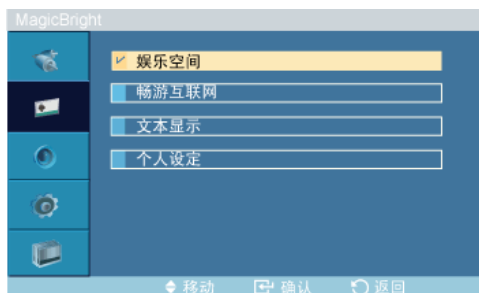 MagicBright
娱乐空间
畅游互联网
文本显示
个人设定
移动 确认 返回